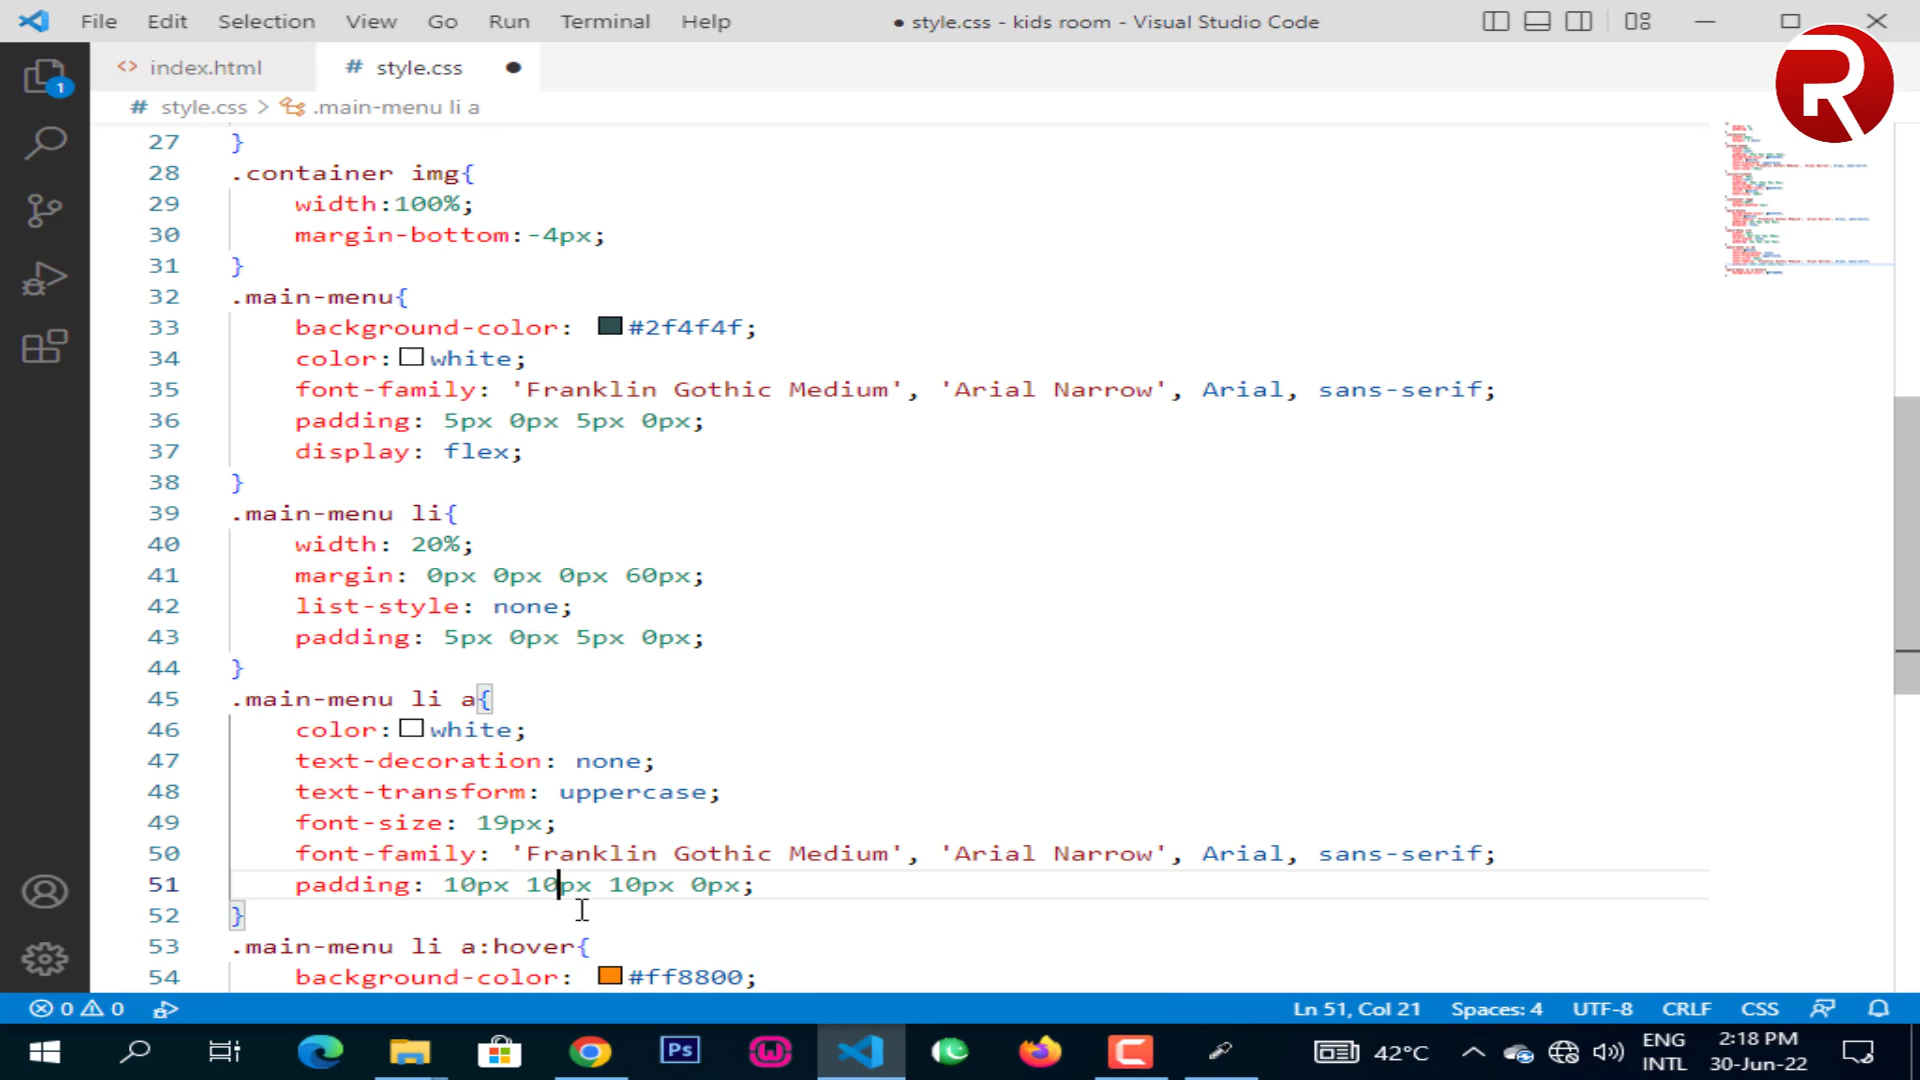 File Edit Selection View Go Run Terminal Help ● style.css - kids room - Visual Studio Code
R
<> index.html # style.css ●
# style.css > .main-menu li a
27 }
28 .container img{
29 width:100%;
30 margin-bottom:-4px;
31 }
32 .main-menu{
33 background-color: #2f4f4f;
34 color:white;
35 font-family: 'Franklin Gothic Medium', 'Arial Narrow', Arial, sans-serif;
36 padding: 5px 0px 5px 0px;
37 display: flex;
38 }
39 .main-menu li{
40 width: 20%;
41 margin: 0px 0px 0px 60px;
42 list-style: none;
43 padding: 5px 0px 5px 0px;
44 }
45 .main-menu li a{
46 color:white;
47 text-decoration: none;
48 text-transform: uppercase;
49 font-size: 19px;
50 font-family: 'Franklin Gothic Medium', 'Arial Narrow', Arial, sans-serif;
51 padding: 10px 10px 10px 0px;
52 }
53 .main-menu li a:hover{
54 background-color: #ff8800;
1
0 0 Ln 51, Col 21 Spaces: 4 UTF-8 CRLF CSS
Ps 42°C ENG 2:18 PM
INTL 30-Jun-22